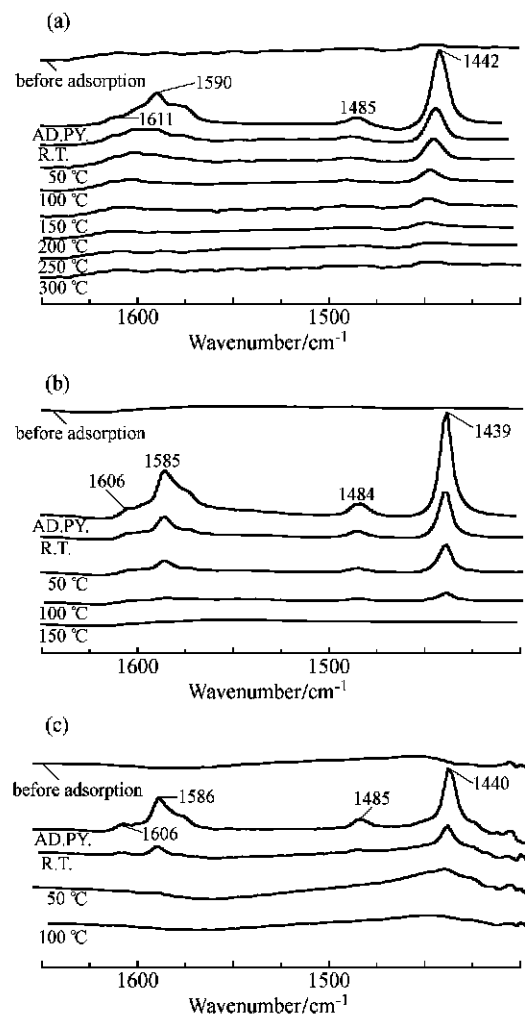 (a)
before adsorption
1590
1442
1611
1485
AD.PY.
R.T.
50 ℃
100 ℃
150 ℃
200 ℃
250 ℃
300 ℃
1600 1500
Wavenumber/cm⁻¹
(b)
before adsorption
1439
1585
1606
1484
AD.PY.
R.T.
50 ℃
100 ℃
150 ℃
1600 1500
Wavenumber/cm⁻¹
(c)
before adsorption
1586
1440
1485
1606
AD.PY.
R.T.
50 ℃
100 ℃
1600 1500
Wavenumber/cm⁻¹